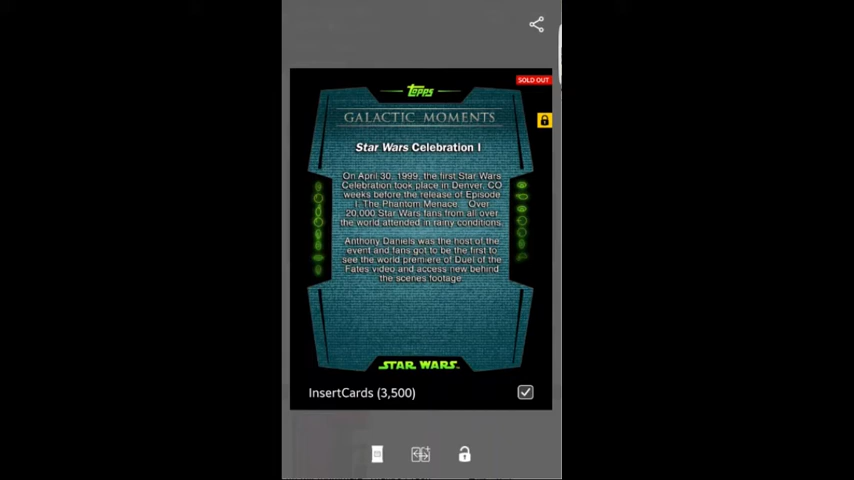 SOLD OUT
Topps
GALACTIC MOMENTS
Star Wars Celebration I
On April 30, 1999, the first Star Wars
Celebration took place in Denver, CO
weeks before the release of Episode
I: The Phantom Menace. Over
20,000 Star Wars fans from all over
the world attended in rainy conditions.
Anthony Daniels was the host of the
event and fans got to be the first to
see the world premiere of Duel of the
Fates video and access new behind
the scenes footage.
STAR WARS
InsertCards (3,500)